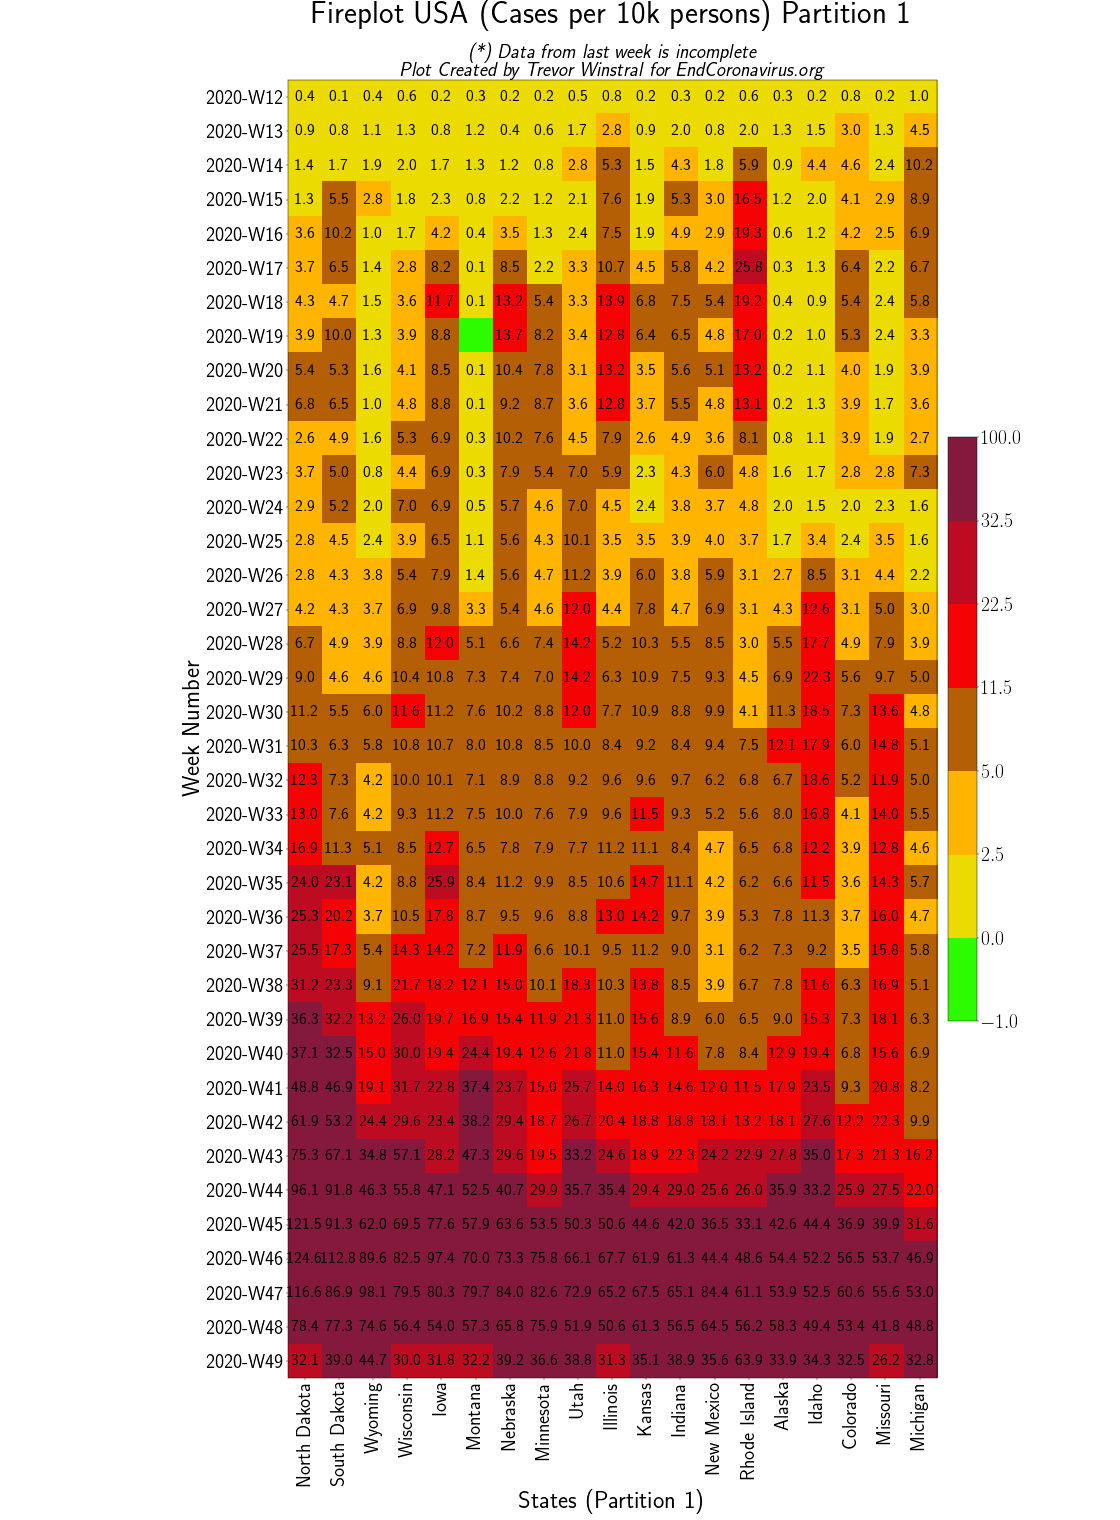 Fireplot USA (Cases per 10k persons) Partition 1
(*) Data from last week is incomplete
Plot Created by Trevor Winstral for EndCoronavirus.org
2020-W12 0.4 0.1 0.4 0.6 0.2 0.3 0.2 0.2 0.5 0.8 0.2 0.3 0.2 0.6 0.3 0.2 0.8 0.2 1.0
2020-W13 0.9 0.8 1.1 1.3 0.8 1.2 0.4 0.6 1.7 2.8 0.9 2.0 0.8 2.0 1.3 1.5 3.0 1.3 4.5
2020-W14 1.4 1.7 1.9 2.0 1.7 1.3 1.2 0.8 2.8 5.3 1.5 4.3 1.8 5.9 0.9 4.4 4.6 2.4 10.2
2020-W15 1.3 5.5 2.8 1.8 2.3 0.8 2.2 1.2 2.1 7.6 1.9 5.3 3.0 16.5 1.2 2.0 4.1 2.9 8.9
2020-W16 3.6 10.2 1.0 1.7 4.2 0.4 3.5 1.3 2.4 7.5 1.9 4.9 2.9 19.3 0.6 1.2 4.2 2.5 6.9
2020-W17 3.7 6.5 1.4 2.8 8.2 0.1 8.5 2.2 3.3 10.7 4.5 5.8 4.2 25.8 0.3 1.3 6.4 2.2 6.7
2020-W18 4.3 4.7 1.5 3.6 11.7 0.1 13.2 5.4 3.3 13.9 6.8 7.5 5.4 19.2 0.4 0.9 5.4 2.4 5.8
2020-W19 3.9 10.0 1.3 3.9 8.8 13.7 8.2 3.4 12.8 6.4 6.5 4.8 17.0 0.2 1.0 5.3 2.4 3.3
2020-W20 5.4 5.3 1.6 4.1 8.5 0.1 10.4 7.8 3.1 13.2 3.5 5.6 5.1 13.2 0.2 1.1 4.0 1.9 3.9
2020-W21 6.8 6.5 1.0 4.8 8.8 0.1 9.2 8.7 3.6 12.8 3.7 5.5 4.8 13.1 0.2 1.3 3.9 1.7 3.6
2020-W22 2.6 4.9 1.6 5.3 6.9 0.3 10.2 7.6 4.5 7.9 2.6 4.9 3.6 8.1 0.8 1.1 3.9 1.9 2.7
2020-W23 3.7 5.0 0.8 4.4 6.9 0.3 7.9 5.4 7.0 5.9 2.3 4.3 6.0 4.8 1.6 1.7 2.8 2.8 7.3
2020-W24 2.9 5.2 2.0 7.0 6.9 0.5 5.7 4.6 7.0 4.5 2.4 3.8 3.7 4.8 2.0 1.5 2.0 2.3 1.6
2020-W25 2.8 4.5 2.4 3.9 6.5 1.1 5.6 4.3 10.1 3.5 3.5 3.9 4.0 3.7 1.7 3.4 2.4 3.5 1.6
2020-W26 2.8 4.3 3.8 5.4 7.9 1.4 5.6 4.7 11.2 3.9 6.0 3.8 5.9 3.1 2.7 8.5 3.1 4.4 2.2
2020-W27 4.2 4.3 3.7 6.9 9.8 3.3 5.4 4.6 12.0 4.4 7.8 4.7 6.9 3.1 4.3 12.6 3.1 5.0 3.0
2020-W28 6.7 4.9 3.9 8.8 12.0 5.1 6.6 7.4 14.2 5.2 10.3 5.5 8.5 3.0 5.5 17.7 4.9 7.9 3.9
2020-W29 9.0 4.6 4.6 10.4 10.8 7.3 7.4 7.0 14.2 6.3 10.9 7.5 9.3 4.5 6.9 22.3 5.6 9.7 5.0
2020-W30 11.2 5.5 6.0 11.6 11.2 7.6 10.2 8.8 12.0 7.7 10.9 8.8 9.9 4.1 11.3 18.5 7.3 13.6 4.8
2020-W31 10.3 6.3 5.8 10.8 10.7 8.0 10.8 8.5 10.0 8.4 9.2 8.4 9.4 7.5 12.1 17.9 6.0 14.8 5.1
2020-W32 12.3 7.3 4.2 10.0 10.1 7.1 8.9 8.8 9.2 9.6 9.6 9.7 6.2 6.8 6.7 18.6 5.2 11.9 5.0
2020-W33 13.0 7.6 4.2 9.3 11.2 7.5 10.0 7.6 7.9 9.6 11.5 9.3 5.2 5.6 8.0 16.8 4.1 14.0 5.5
2020-W34 16.9 11.3 5.1 8.5 12.7 6.5 7.8 7.9 7.7 11.2 11.1 8.4 4.7 6.5 6.8 12.2 3.9 12.8 4.6
2020-W35 24.0 23.1 4.2 8.8 25.9 8.4 11.2 9.9 8.5 10.6 14.7 11.1 4.2 6.2 6.6 11.5 3.6 14.3 5.7
2020-W36 25.3 20.2 3.7 10.5 17.8 8.7 9.5 9.6 8.8 13.0 14.2 9.7 3.9 5.3 7.8 11.3 3.7 16.0 4.7
2020-W37 25.5 17.3 5.4 14.3 14.2 7.2 11.9 6.6 10.1 9.5 11.2 9.0 3.1 6.2 7.3 9.2 3.5 15.8 5.8
2020-W38 31.2 23.3 9.1 21.7 18.2 12.1 15.0 10.1 18.3 10.3 13.8 8.5 3.9 6.7 7.8 11.6 6.3 16.9 5.1
2020-W39 36.3 32.2 13.2 26.0 19.7 16.9 15.4 11.9 21.3 11.0 15.6 8.9 6.0 6.5 9.0 15.3 7.3 18.1 6.3
2020-W40 37.1 32.5 15.0 30.0 19.4 24.4 19.4 12.6 21.8 11.0 15.4 11.6 7.8 8.4 12.9 19.4 6.8 15.6 6.9
2020-W41 48.8 46.9 19.1 31.7 22.8 37.4 23.7 15.0 25.7 14.0 16.3 14.6 12.0 11.5 17.9 23.5 9.3 20.8 8.2
2020-W42 61.9 53.2 24.4 29.6 23.4 38.2 29.4 18.7 26.7 20.4 18.8 18.8 18.1 13.2 18.1 27.6 12.2 22.3 9.9
2020-W43 75.3 67.1 34.8 57.1 28.2 47.3 29.6 19.5 33.2 24.6 18.9 22.3 24.2 22.9 27.8 35.0 17.3 21.3 16.2
2020-W44 96.1 91.8 46.3 55.8 47.1 52.5 40.7 29.9 35.7 35.4 29.4 29.0 25.6 26.0 35.9 33.2 25.9 27.5 22.0
2020-W45 121.5 91.3 62.0 69.5 77.6 57.9 63.6 53.5 50.3 50.6 44.6 42.0 36.5 33.1 42.6 44.4 36.9 39.9 31.6
2020-W46 124.6 112.8 89.6 82.5 97.4 70.0 73.3 75.8 66.1 67.7 61.9 61.3 44.4 48.6 54.4 52.2 56.5 53.7 46.9
2020-W47 116.6 86.9 98.1 79.5 80.3 79.7 84.0 82.6 72.9 65.2 67.5 65.1 84.4 61.1 53.9 52.5 60.6 55.6 53.0
2020-W48 78.4 77.3 74.6 56.4 54.0 57.3 65.8 75.9 51.9 50.6 61.3 56.5 64.5 56.2 58.3 49.4 53.4 41.8 48.8
2020-W49 32.1 39.0 44.7 30.0 31.8 32.2 39.2 36.6 38.8 31.3 35.1 38.9 35.6 63.9 33.9 34.3 32.5 26.2 32.8
Week Number
North Dakota
South Dakota
Wyoming
Wisconsin
Iowa
Montana
Nebraska
Minnesota
Utah
Illinois
Kansas
Indiana
New Mexico
Rhode Island
Alaska
Idaho
Colorado
Missouri
Michigan
States (Partition 1)
100.0
32.5
22.5
11.5
5.0
2.5
0.0
−1.0